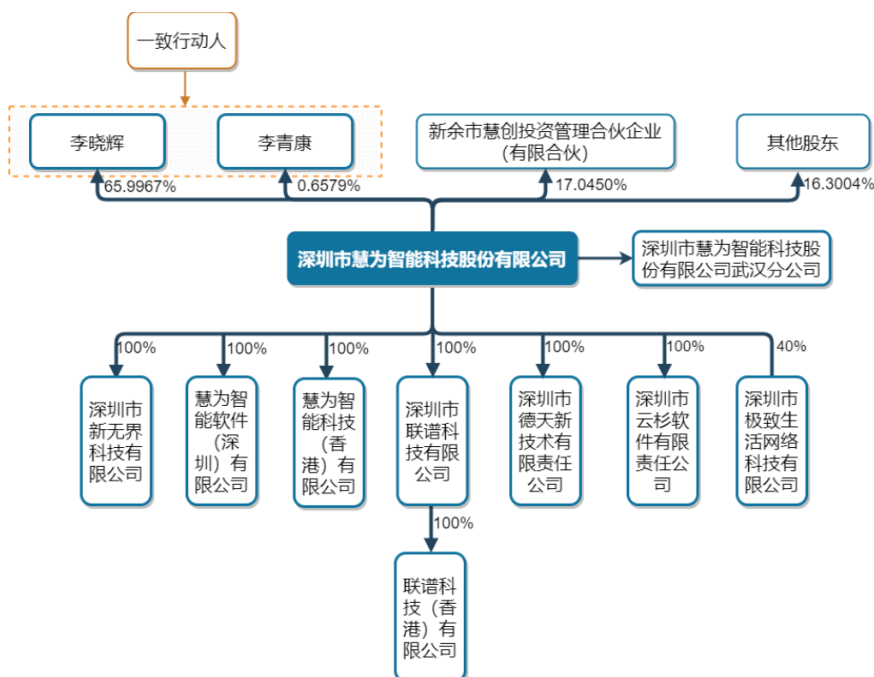 一致行动人
李晓辉
李青康
新余市慧创投资管理合伙企业
(有限合伙)
其他股东
65.9967%
0.6579%
17.0450%
16.3004%
深圳市慧为智能科技股份有限公司
深圳市慧为智能科技股
份有限公司武汉分公司
100%
100%
100%
100%
100%
100%
40%
深圳市
新无界
科技有
限公司
慧为智
能软件
（深
圳）有
限公司
慧为智
能科技
（香
港）有
限公司
深圳市
联谱科
技有限
公司
深圳市
德天新
技术有
限责任
公司
深圳市
云杉软
件有限
责任公
司
深圳市
极致生
活网络
科技有
限公司
100%
联谱科
技（香
港）有
限公司